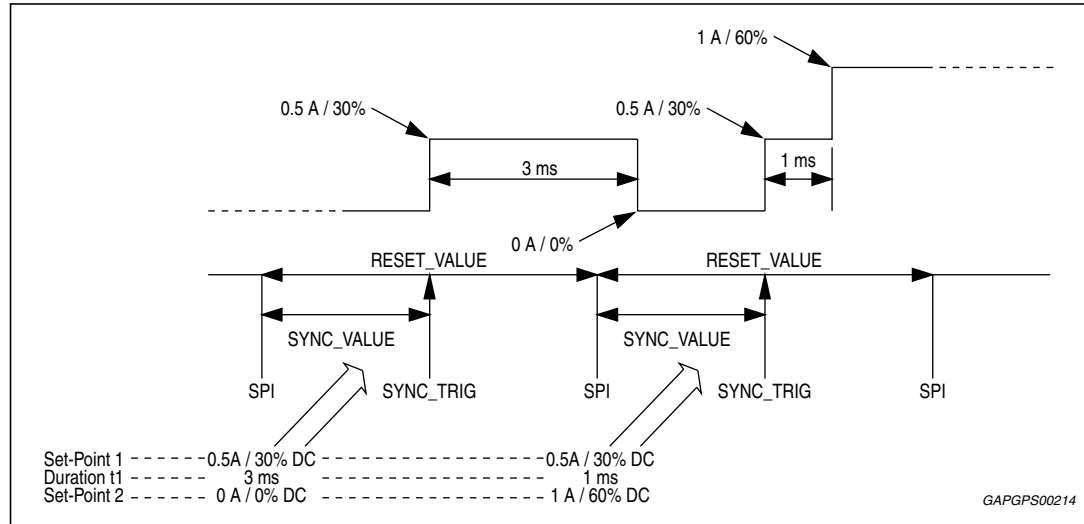 1 A / 60%
0.5 A / 30%
0.5 A / 30%
3 ms
1 ms
0 A / 0%
RESET_VALUE
RESET_VALUE
SYNC_VALUE
SYNC_VALUE
SPI
SYNC_TRIG
SPI
SYNC_TRIG
SPI
Set-Point 1 0.5A / 30% DC 0.5A / 30% DC
Duration t1 3 ms 1 ms
Set-Point 2 0 A / 0% DC 1 A / 60% DC
GAPGPS00214